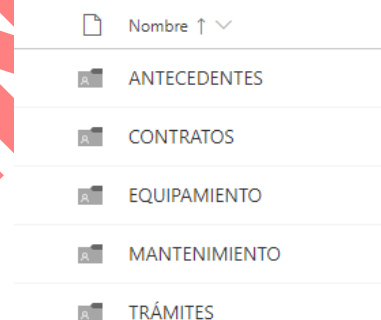 Nombre ↑
ANTECEDENTES
CONTRATOS
EQUIPAMIENTO
MANTENIMIENTO
TRÁMITES